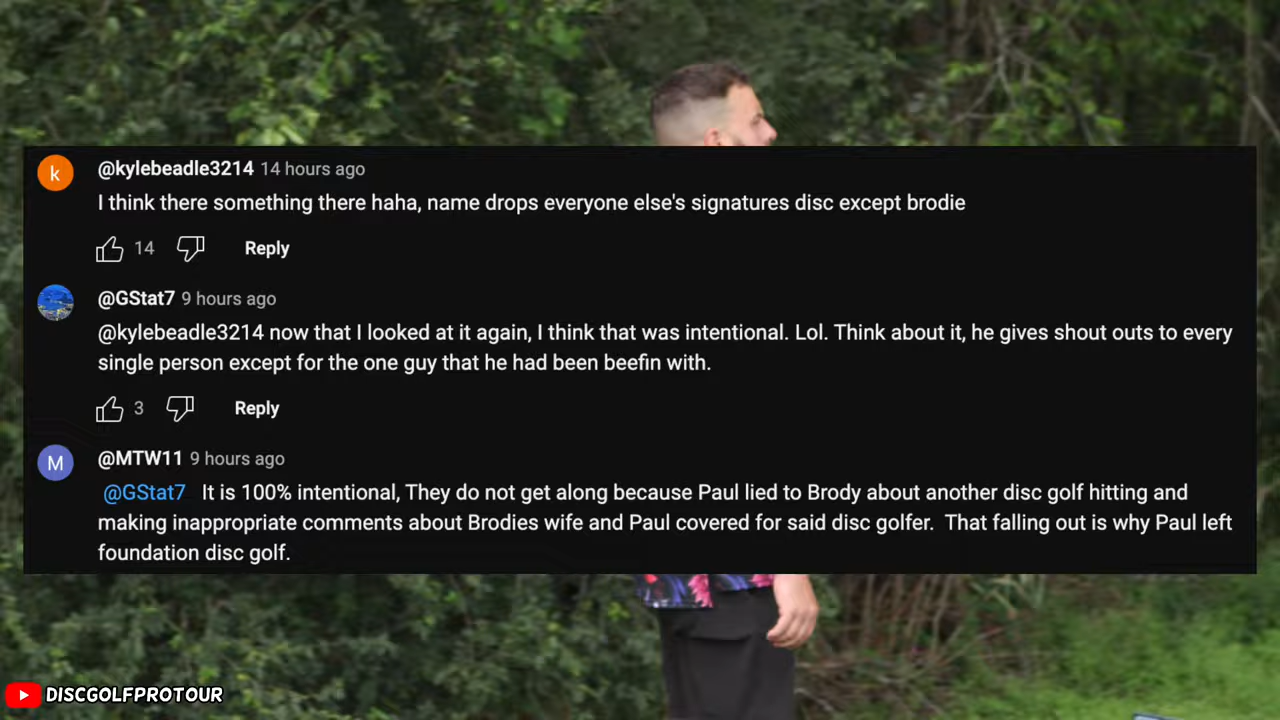 k
@kylebeadle3214 14 hours ago
I think there something there haha, name drops everyone else's signatures disc except brodie
14 Reply
@GStat7 9 hours ago
@kylebeadle3214 now that I looked at it again, I think that was intentional. Lol. Think about it, he gives shout outs to every
single person except for the one guy that he had been beefin with.
3 Reply
M
@MTW11 9 hours ago
@GStat7 It is 100% intentional, They do not get along because Paul lied to Brody about another disc golf hitting and
making inappropriate comments about Brodies wife and Paul covered for said disc golfer. That falling out is why Paul left
foundation disc golf.
DISCGOLFPROTOUR